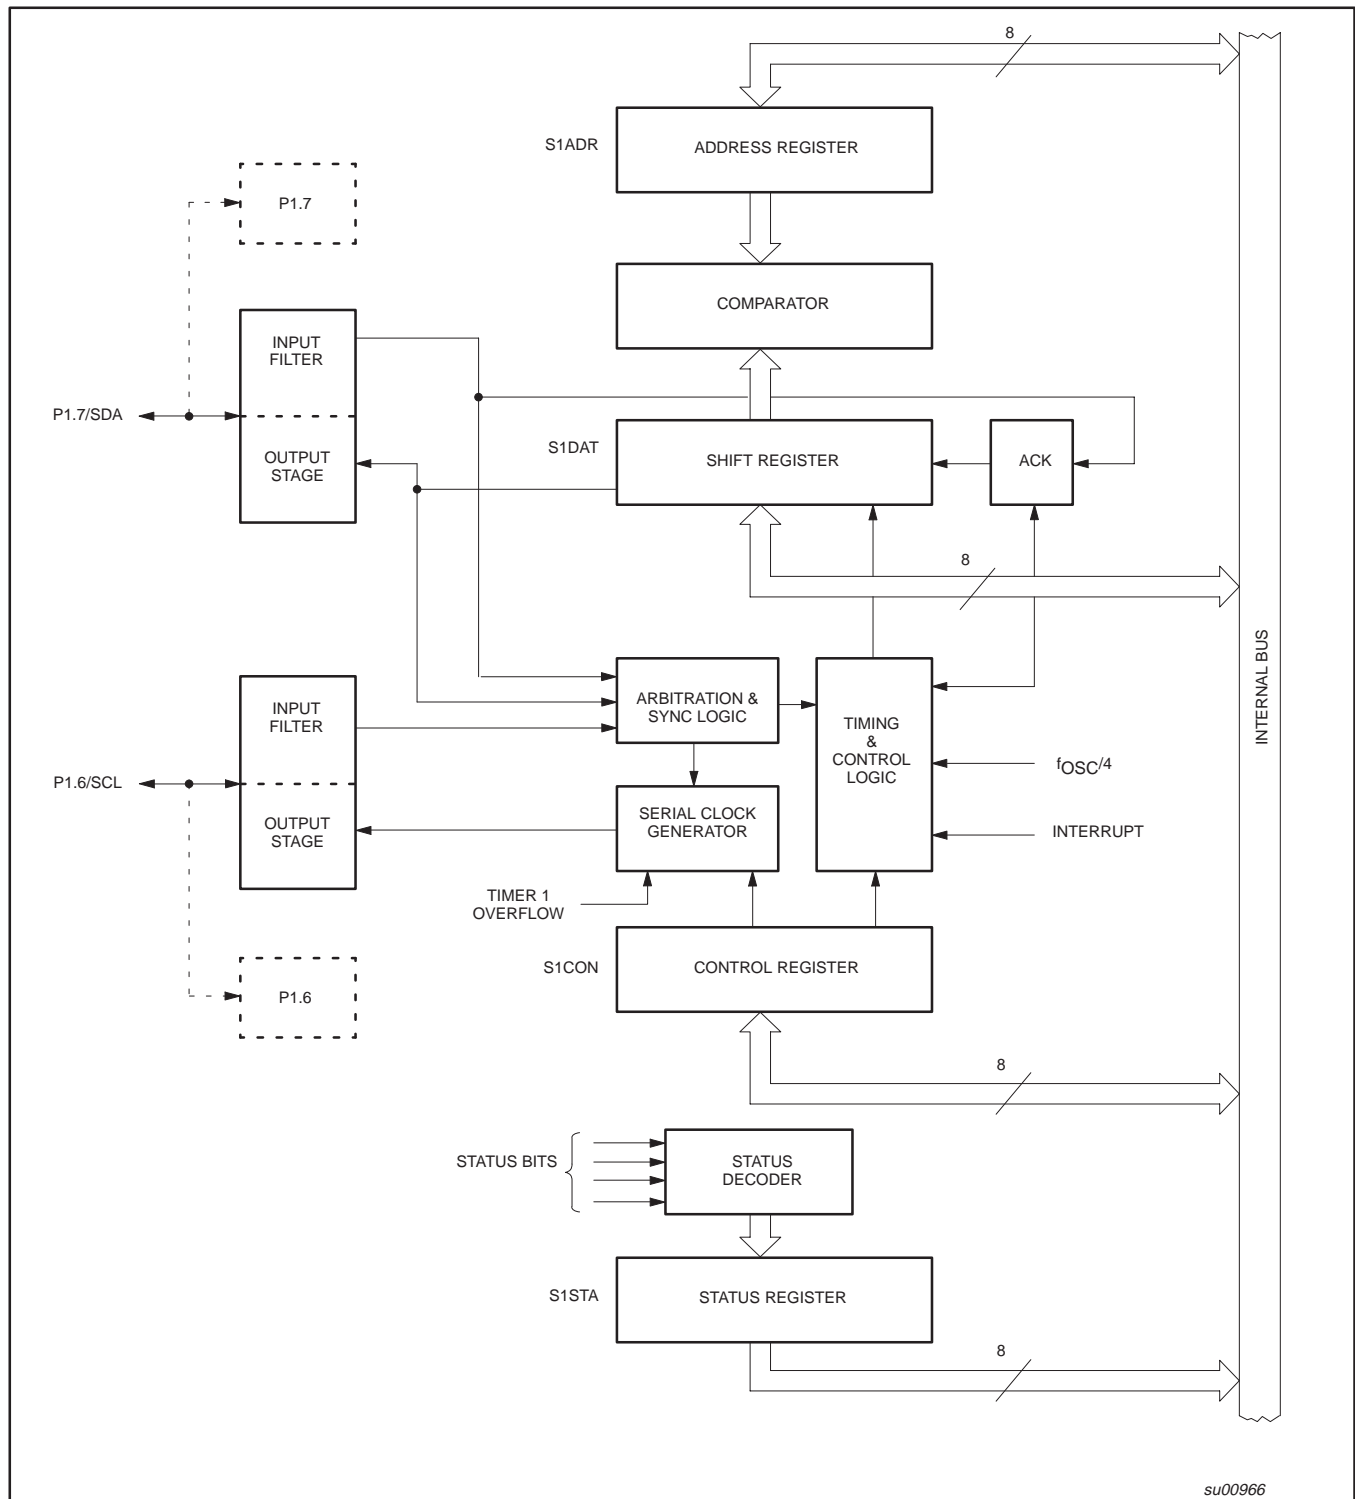 8
S1ADR
ADDRESS REGISTER
P1.7
COMPARATOR
INPUT
FILTER
P1.7/SDA
OUTPUT
STAGE
S1DAT
SHIFT REGISTER
ACK
8
INTERNAL BUS
INPUT
FILTER
ARBITRATION &
SYNC LOGIC
TIMING
&
CONTROL
LOGIC
fOSC/4
P1.6/SCL
OUTPUT
STAGE
SERIAL CLOCK
GENERATOR
INTERRUPT
TIMER 1
OVERFLOW
S1CON
CONTROL REGISTER
P1.6
8
STATUS BITS
STATUS
DECODER
S1STA
STATUS REGISTER
8
su00966